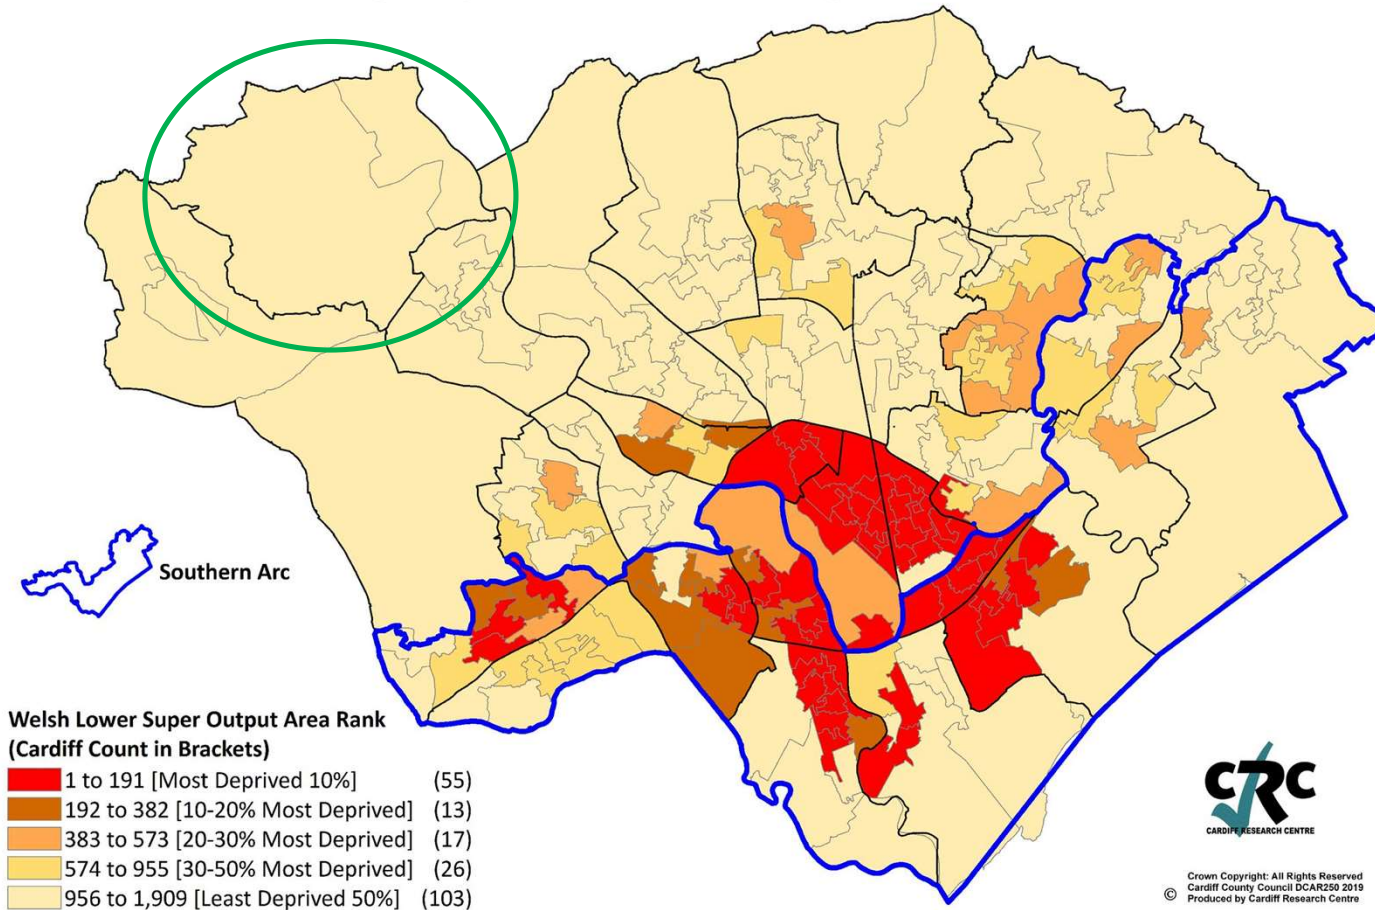 Southern Arc
Welsh Lower Super Output Area Rank
(Cardiff Count in Brackets)
1 to 191 [Most Deprived 10%] (55)
192 to 382 [10-20% Most Deprived] (13)
383 to 573 [20-30% Most Deprived] (17)
574 to 955 [30-50% Most Deprived] (26)
956 to 1,909 [Least Deprived 50%] (103)
CRC
CARDIFF RESEARCH CENTRE
Crown Copyright: All Rights Reserved
Cardiff County Council DCAR250 2019
© Produced by Cardiff Research Centre